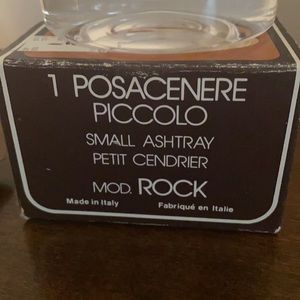 1 POSACENERE
PICCOLO
SMALL ASHTRAY
PETIT CENDRIER
MOD. ROCK
Made in Italy Fabriqué en Italie